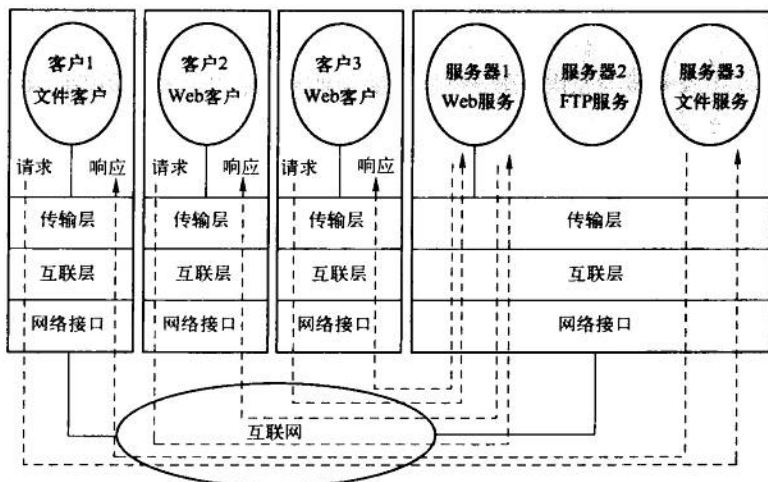 客户1
文件客户
客户2
Web客户
客户3
Web客户
服务器1
Web服务
服务器2
FTP服务
服务器3
文件服务
请求
响应
请求
响应
请求
响应
传输层
传输层
传输层
传输层
互联层
互联层
互联层
互联层
网络接口
网络接口
网络接口
网络接口
互联网